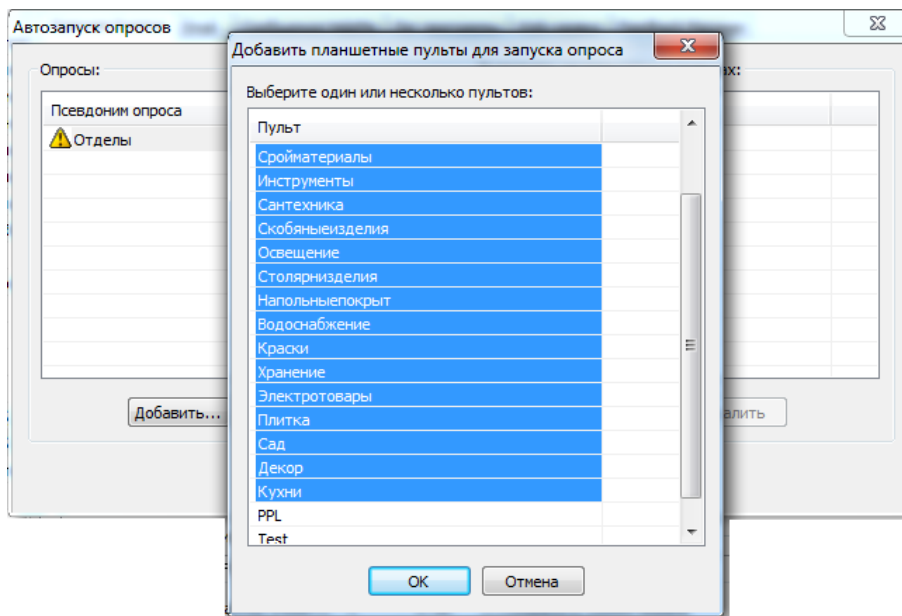 Автозапуск опросов
Добавить планшетные пульты для запуска опроса
Опросы:
ах:
Выберите один или несколько пультов:
Псевдоним опроса
Пульт
Отделы
Сройматериалы
Инструменты
Сантехника
Скобяныеизделия
Освещение
Столярнизделия
Напольныепокрыт
Водоснабжение
Краски
Хранение
Электротовары
Плитка
Сад
Декор
Кухни
PPL
Test
Добавить...
алить
OK
Отмена